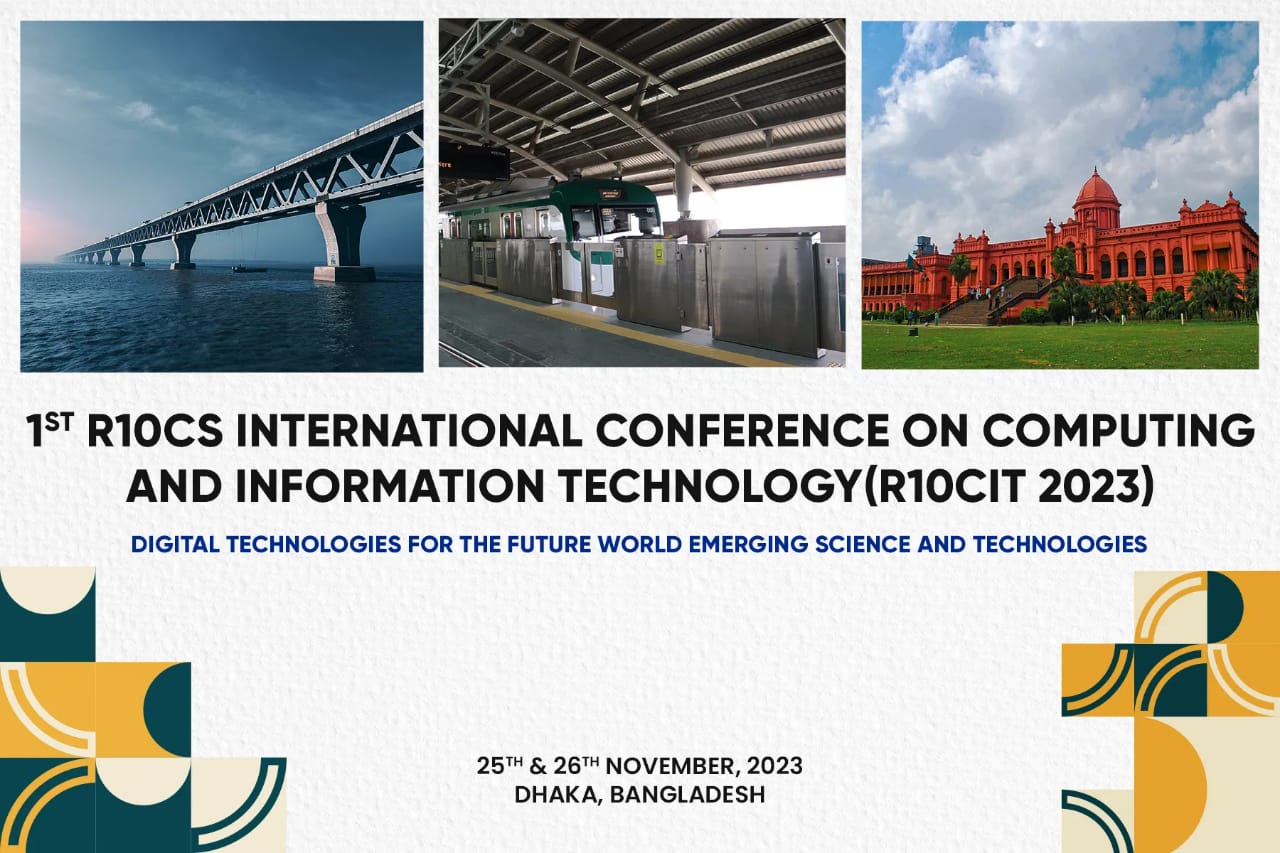 1ST R10CS INTERNATIONAL CONFERENCE ON COMPUTING
AND INFORMATION TECHNOLOGY(R10CIT 2023)
DIGITAL TECHNOLOGIES FOR THE FUTURE WORLD EMERGING SCIENCE AND TECHNOLOGIES
25TH & 26TH NOVEMBER, 2023
DHAKA, BANGLADESH